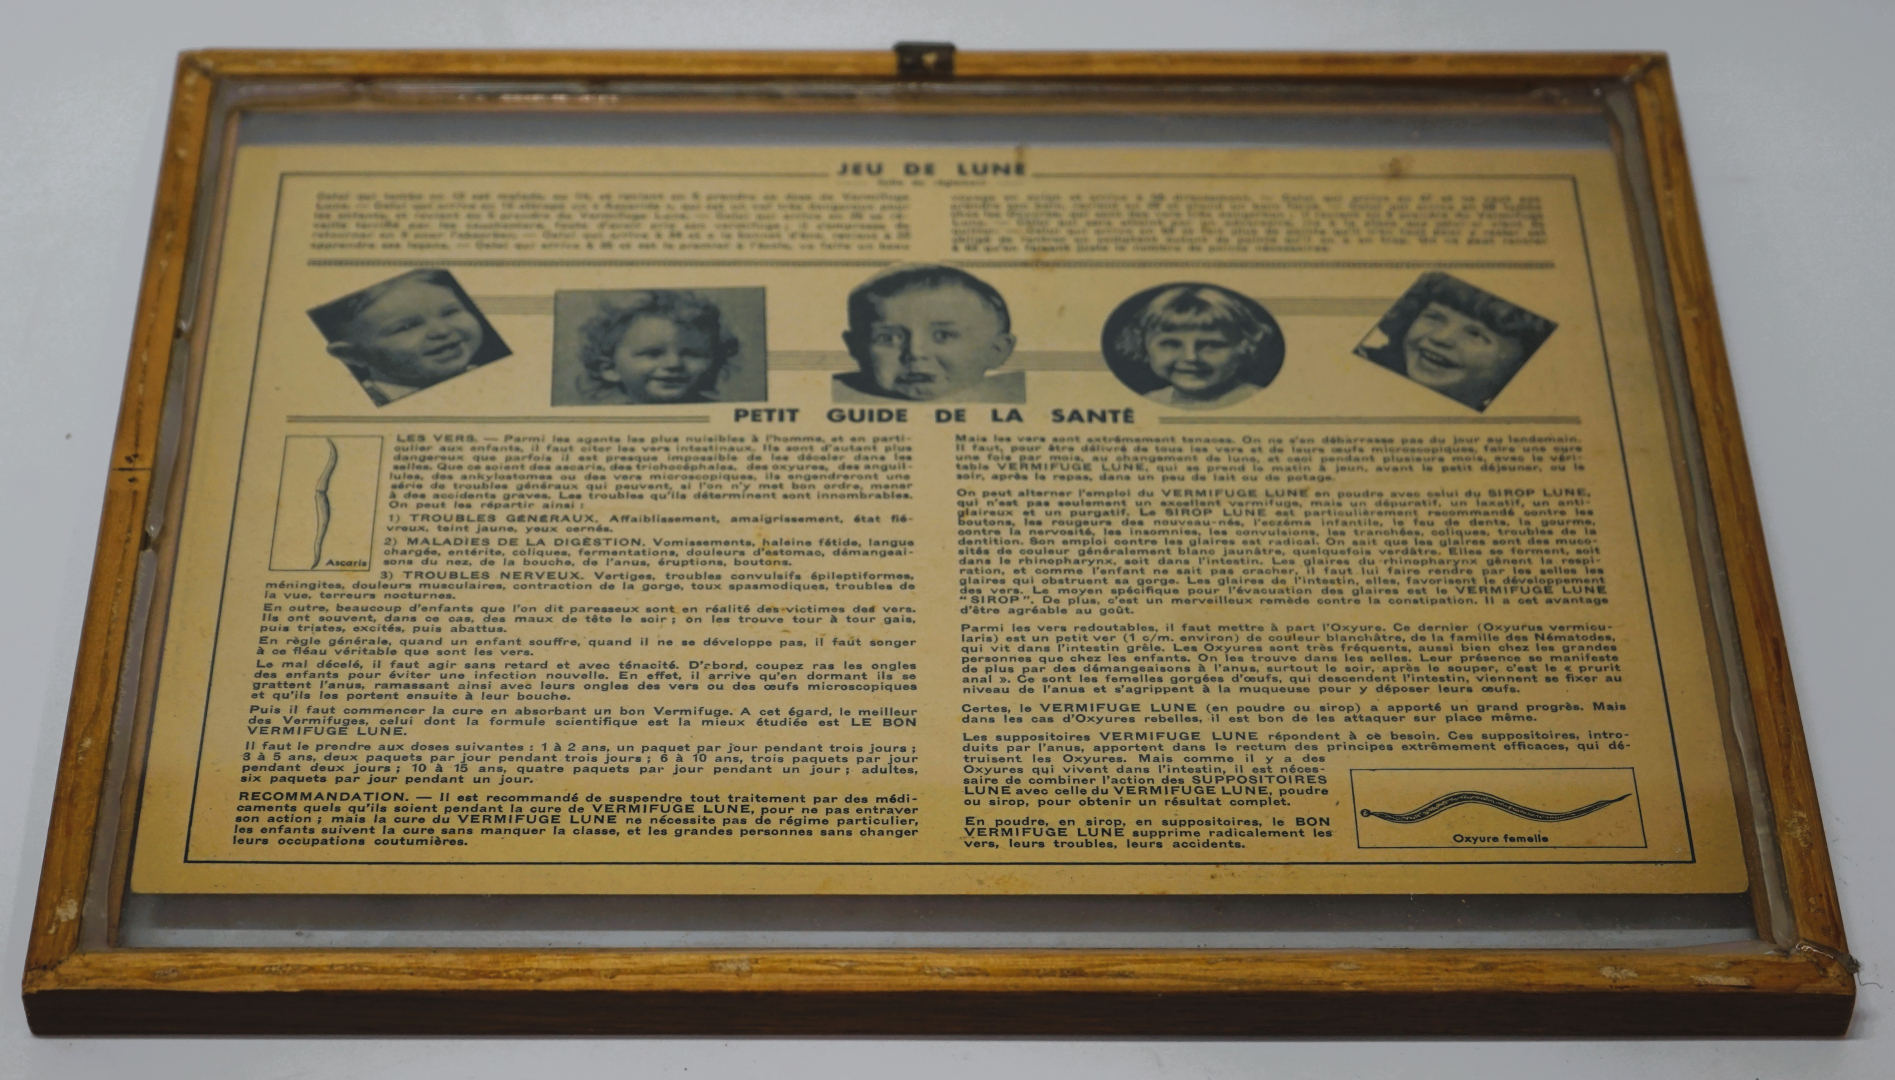 JEU DE LUNE
PETIT GUIDE DE LA SANTÉ
LES VERS. — Parmi les agents les plus nuisibles à l'homme, et en parti-
culier aux enfants, il faut citer les vers intestinaux. Ils sont d'autant plus
dangereux que parfois il est presque impossible de les déceler dans les
selles. Que ce soient des ascaris, des trichocéphales, des oxyures, des anguil-
lules, des ankylostomes ou des vers microscopiques, ils engendreront une
série de troubles généraux qui peuvent, si l'on n'y met bon ordre, mener
à des accidents graves. Les troubles qu'ils déterminent sont innombrables.
On peut les répartir ainsi :
1) TROUBLES GÉNÉRAUX. Affaiblissement, amaigrissement, état fié-
vreux, teint jaune, yeux cernés.
2) MALADIES DE LA DIGESTION. Vomissements, haleine fétide, langue
chargée, entérite, coliques, fermentations, douleurs d'estomac, démangeai-
sons du nez, de la bouche, de l'anus, éruptions, boutons.
Ascaris
3) TROUBLES NERVEUX. Vertiges, troubles convulsifs épileptiformes,
méningites, douleurs musculaires, contraction de la gorge, toux spasmodiques, troubles de
la vue, terreurs nocturnes.
En outre, beaucoup d'enfants que l'on dit paresseux sont en réalité des victimes des vers.
Ils ont souvent, dans ce cas, des maux de tête le soir ; on les trouve tour à tour gais,
puis tristes, excités, puis abattus.
En règle générale, quand un enfant souffre, quand il ne se développe pas, il faut songer
à ce fléau véritable que sont les vers.
Le mal décelé, il faut agir sans retard et avec ténacité. D'abord, coupez ras les ongles
des enfants pour éviter une infection nouvelle. En effet, il arrive qu'en dormant ils se
grattent l'anus, ramassant ainsi avec leurs ongles des vers ou des œufs microscopiques
et qu'ils portent ensuite à leur bouche.
Puis il faut commencer la cure en absorbant un bon Vermifuge. A cet égard, le meilleur
des Vermifuges, celui dont la formule scientifique est la mieux étudiée est LE BON
VERMIFUGE LUNE.
Il faut le prendre aux doses suivantes : 1 à 2 ans, un paquet par jour pendant trois jours ;
3 à 5 ans, deux paquets par jour pendant trois jours ; 6 à 10 ans, trois paquets par jour
pendant deux jours ; 10 à 15 ans, quatre paquets par jour pendant un jour ; adultes,
six paquets par jour pendant un jour.
RECOMMANDATION. — Il est recommandé de suspendre tout traitement par des médi-
caments quels qu'ils soient pendant la cure de VERMIFUGE LUNE, pour ne pas entraver
son action ; mais la cure du VERMIFUGE LUNE ne nécessite pas de régime particulier,
les enfants suivent la cure sans manquer la classe, et les grandes personnes sans changer
leurs occupations coutumières.
Mais les vers sont extrêmement tenaces. On ne s'en débarrasse pas du jour au lendemain.
Il faut, pour être délivré de tous les vers et de leurs œufs microscopiques, faire une cure
une fois par mois, au changement de lune, et ceci pendant plusieurs mois, avec le véri-
table VERMIFUGE LUNE, qui se prend le matin à jeun, avant le petit déjeuner, ou le
soir, après le repas, dans un peu de lait ou de potage.
On peut alterner l'emploi du VERMIFUGE LUNE en poudre avec celui du SIROP LUNE,
qui n'est pas seulement un excellent vermifuge, mais un dépuratif, un laxatif, un anti-
glaireux et un purgatif. Le SIROP LUNE est particulièrement recommandé contre les
boutons, les rougeurs des nouveau-nés, l'eczéma infantile, le feu de dents, la gourme,
contre la nervosité, les insomnies, les convulsions, les tranchées, coliques, troubles de la
dentition. Son emploi contre les glaires est radical. On sait que les glaires sont des muco-
sités de couleur généralement blanc jaunâtre, quelquefois verdâtre. Elles se forment, soit
dans le rhinopharynx, soit dans l'intestin. Les glaires du rhinopharynx gênent la respi-
ration, et comme l'enfant ne sait pas cracher, il faut lui faire rendre par les selles les
glaires qui obstruent sa gorge. Les glaires de l'intestin, elles, favorisent le développement
des vers. Le moyen spécifique pour l'évacuation des glaires est le VERMIFUGE LUNE
"SIROP". De plus, c'est un merveilleux remède contre la constipation. Il a cet avantage
d'être agréable au goût.
Parmi les vers redoutables, il faut mettre à part l'Oxyure. Ce dernier (Oxyurus vermicu-
laris) est un petit ver (1 c/m. environ) de couleur blanchâtre, de la famille des Nématodes,
qui vit dans l'intestin grêle. Les Oxyures sont très fréquents, aussi bien chez les grandes
personnes que chez les enfants. On les trouve dans les selles. Leur présence se manifeste
de plus par des démangeaisons à l'anus, surtout le soir, après le souper, c'est le « prurit
anal ». Ce sont les femelles gorgées d'œufs, qui descendent l'intestin, viennent se fixer au
niveau de l'anus et s'agrippent à la muqueuse pour y déposer leurs œufs.
Certes, le VERMIFUGE LUNE (en poudre ou sirop) a apporté un grand progrès. Mais
dans les cas d'Oxyures rebelles, il est bon de les attaquer sur place même.
Les suppositoires VERMIFUGE LUNE répondent à ce besoin. Ces suppositoires, intro-
duits par l'anus, apportent dans le rectum des principes extrêmement efficaces, qui dé-
truisent les Oxyures. Mais comme il y a des
Oxyures qui vivent dans l'intestin, il est néces-
saire de combiner l'action des SUPPOSITOIRES
LUNE avec celle du VERMIFUGE LUNE, poudre
ou sirop, pour obtenir un résultat complet.
En poudre, en sirop, en suppositoires, le BON
VERMIFUGE LUNE supprime radicalement les
vers, leurs troubles, leurs accidents.
Oxyure femelle